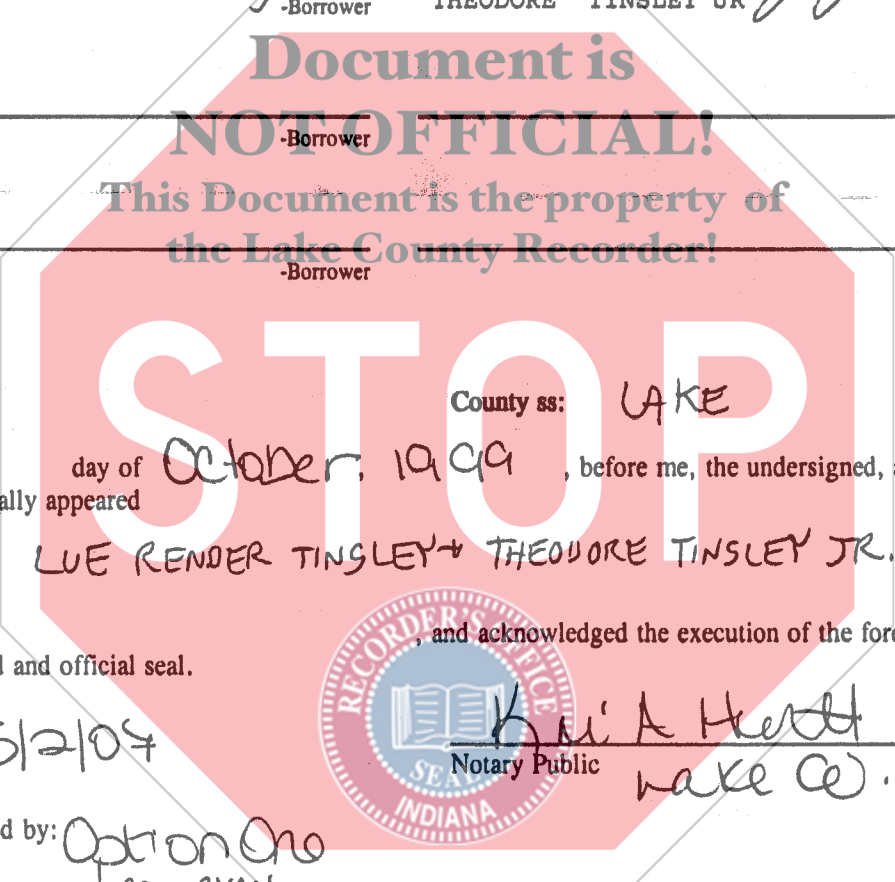 -Borrower THEODORE TINSLEY JR
Document is
NOT OFFICIAL!
-Borrower
This Document is the property of
the Lake County Recorder!
-Borrower
STOP
County ss: LAKE
day of October, 1999 , before me, the undersigned, a
ally appeared
LUE RENDER TINSLEY + THEODORE TINSLEY JR.
, and acknowledged the execution of the fore
and official seal.
RECORDER'S OFFICE
SEAL
INDIANA
Notary Public
Lake Co.
d by: Option One